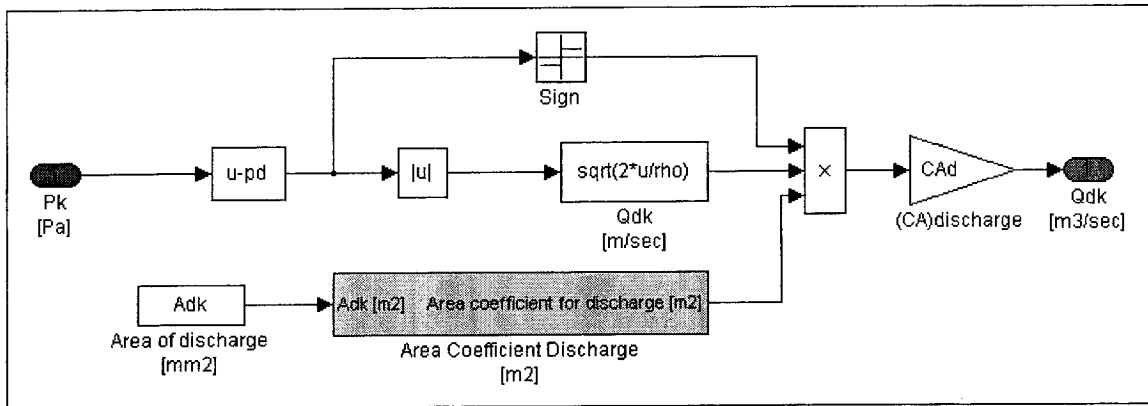 Sign
Pk
[Pa]
u-pd
|u|
sqrt(2*u/rho)
Qdk
[m/sec]
×
CAd
(CA)discharge
Qdk
[m3/sec]
Adk
Area of discharge
[mm2]
Adk [m2] Area coefficient for discharge [m2]
Area Coefficient Discharge
[m2]